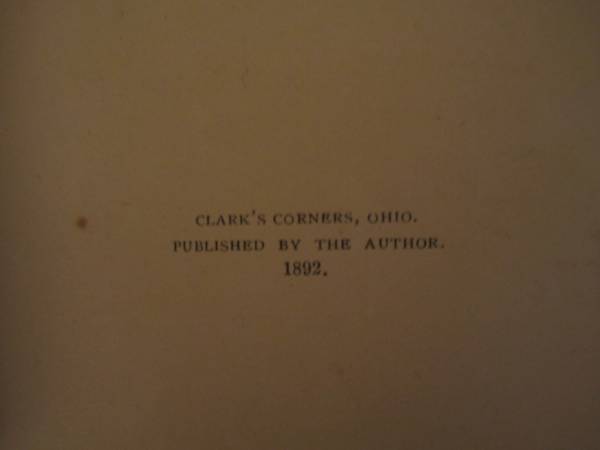 CLARK'S CORNERS, OHIO.
PUBLISHED BY THE AUTHOR.
1892.